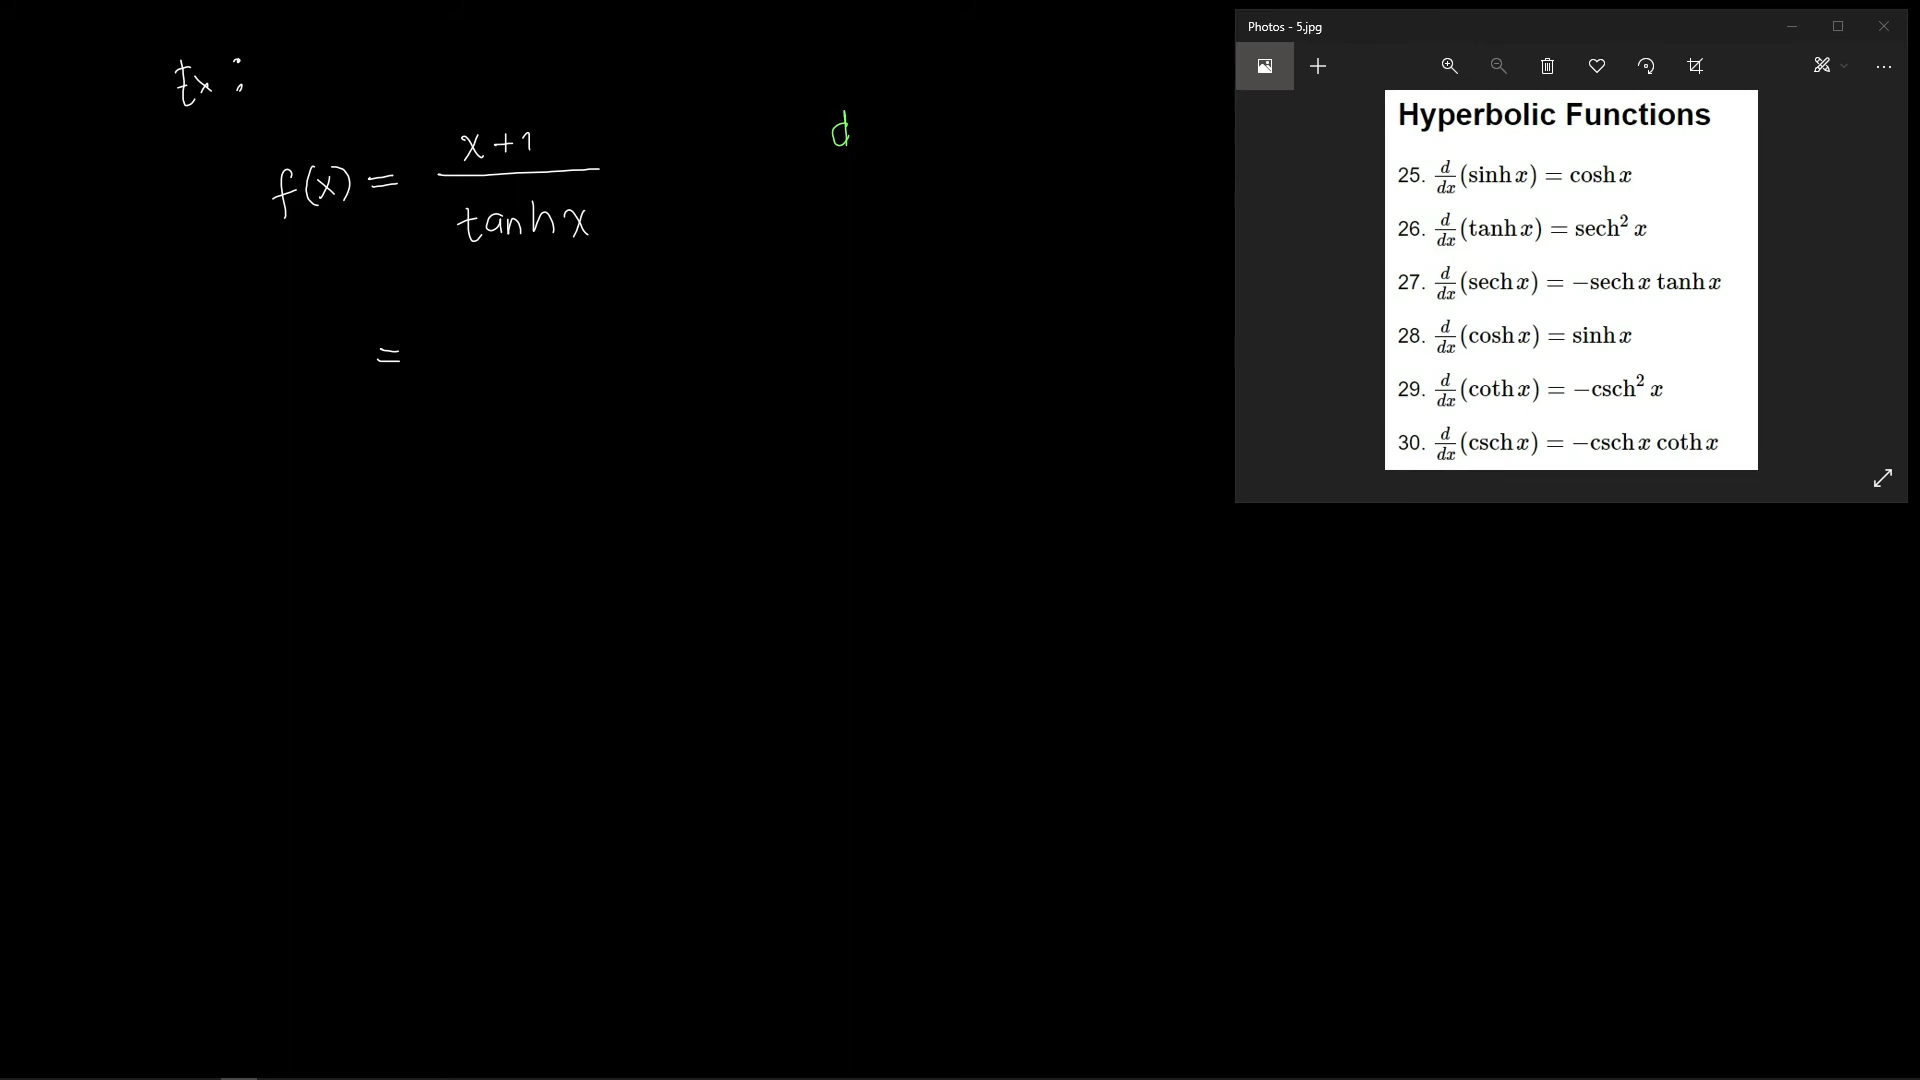 Ex :
f(x) = x+1 / tanh x
=
d
Photos - 5.jpg
Hyperbolic Functions
25. d/dx (sinh x) = cosh x
26. d/dx (tanh x) = sech² x
27. d/dx (sech x) = −sech x tanh x
28. d/dx (cosh x) = sinh x
29. d/dx (coth x) = −csch² x
30. d/dx (csch x) = −csch x coth x